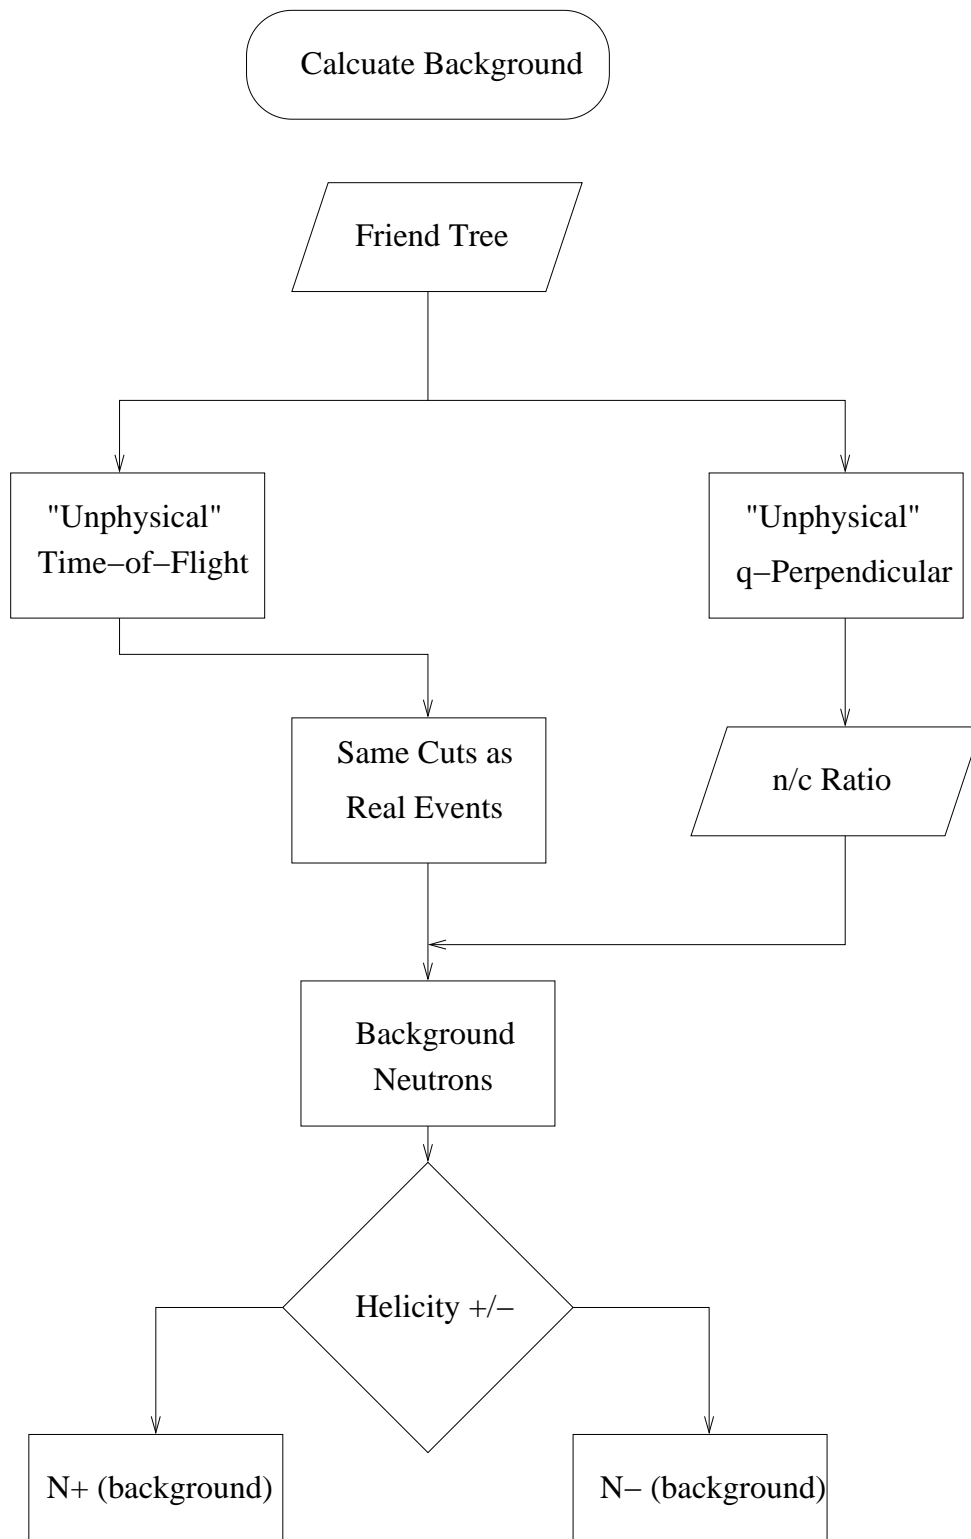 Calcuate Background
Friend Tree
"Unphysical"
Time−of−Flight
"Unphysical"
q−Perpendicular
Same Cuts as
Real Events
n/c Ratio
Background
Neutrons
Helicity +/−
N+ (background)
N− (background)